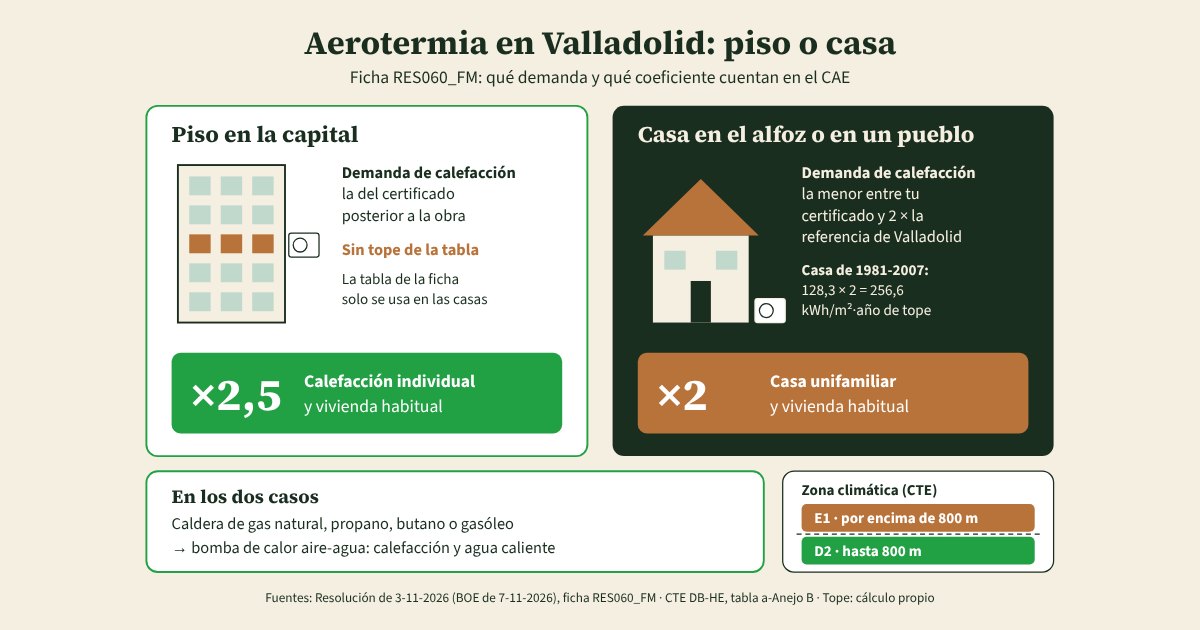 Aerotermia en Valladolid: piso o casa
Ficha RES060_FM: qué demanda y qué coeficiente cuentan en el CAE
Piso en la capital
Demanda de calefacción
la del certificado
posterior a la obra
Sin tope de la tabla
La tabla de la ficha
solo se usa en las casas
×2,5
Calefacción individual
y vivienda habitual
Casa en el alfoz o en un pueblo
Demanda de calefacción
la menor entre tu
certificado y 2 × la
referencia de Valladolid
Casa de 1981-2007:
128,3 × 2 = 256,6
kWh/m²·año de tope
×2
Casa unifamiliar
y vivienda habitual
En los dos casos
Caldera de gas natural, propano, butano o gasóleo
→ bomba de calor aire-agua: calefacción y agua caliente
Zona climática (CTE)
E1 · por encima de 800 m
D2 · hasta 800 m
Fuentes: Resolución de 3-11-2026 (BOE de 7-11-2026), ficha RES060_FM · CTE DB-HE, tabla a-Anejo B · Tope: cálculo propio